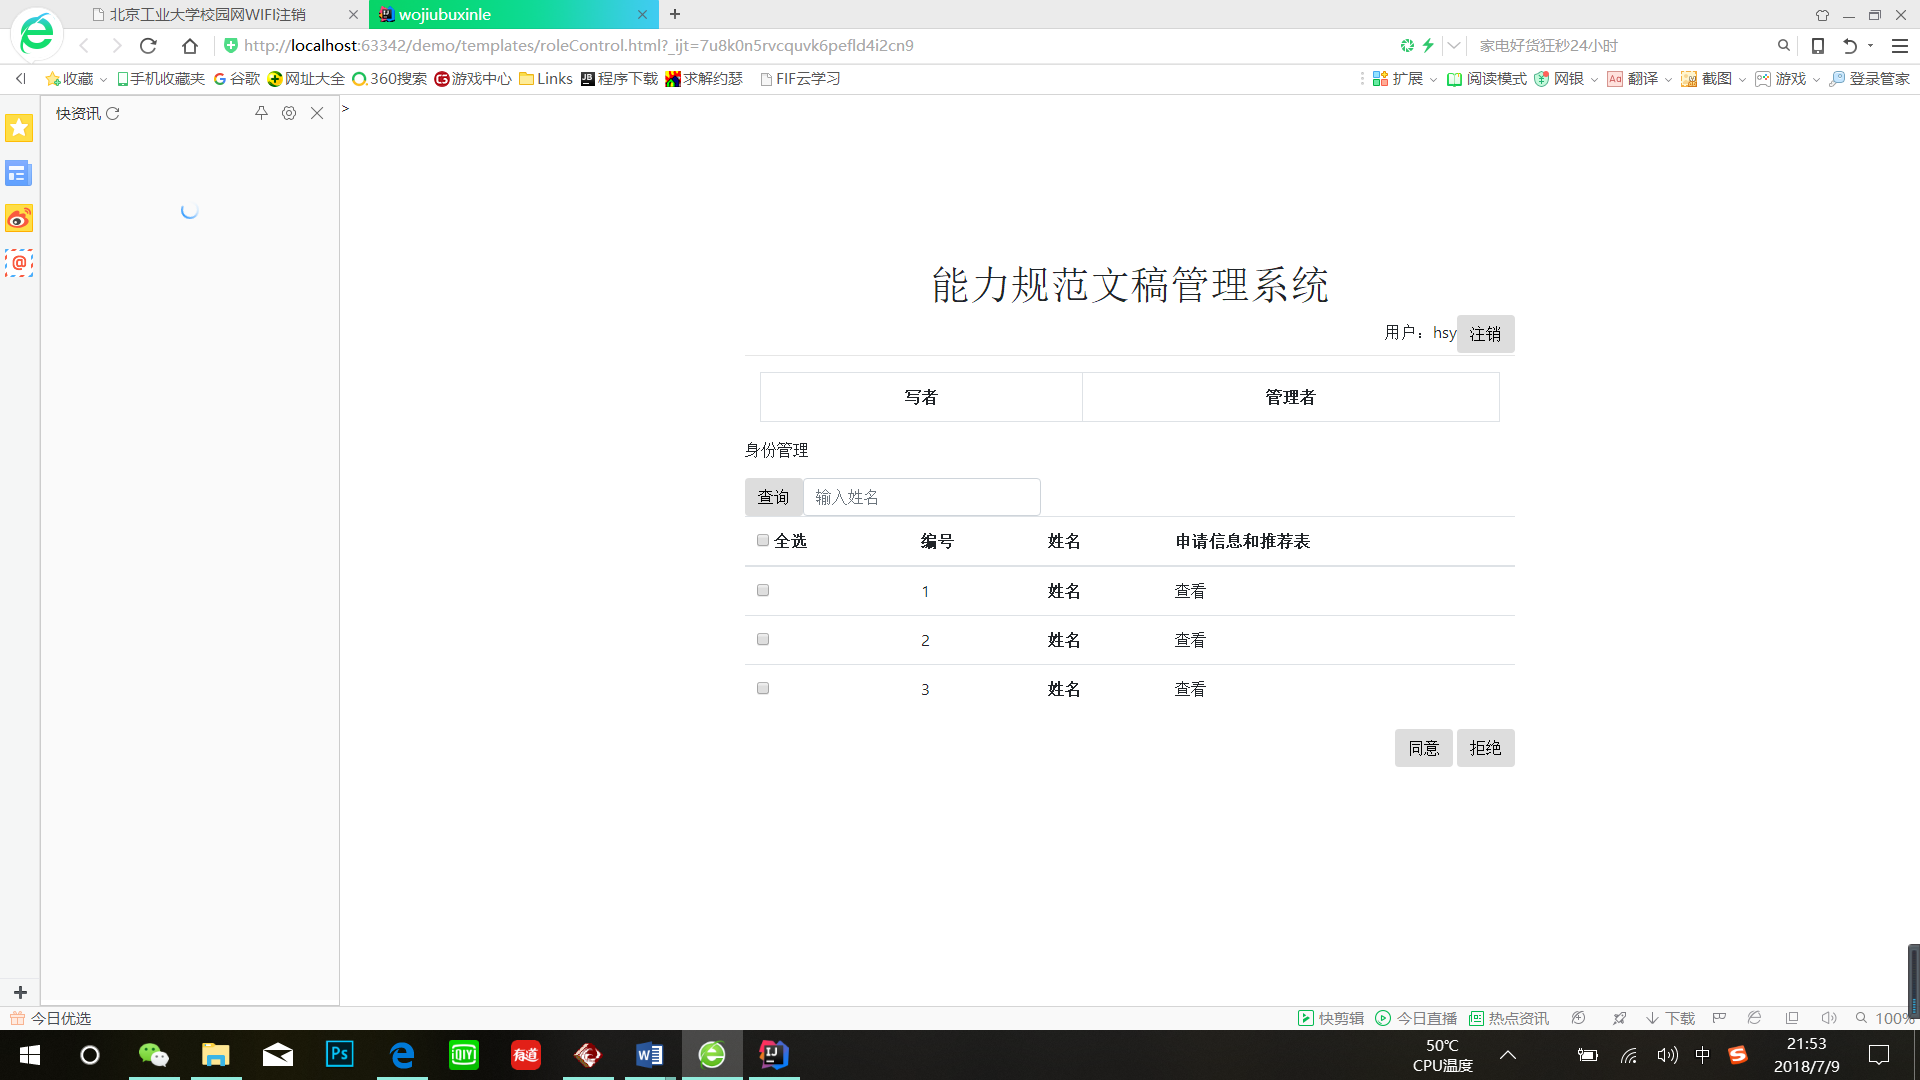 北京工业大学校园网WIFI注销
wojiubuxinle
http://localhost:63342/demo/templates/roleControl.html?_ijt=7u8k0n5rvcquvk6pefld4i2cn9
家电好货狂秒24小时
收藏 手机收藏夹 谷歌 网址大全 360搜索 游戏中心 Links 程序下载 求解约瑟 FIF云学习
扩展 阅读模式 网银 翻译 截图 游戏 登录管家
快资讯
>
能力规范文稿管理系统
用户：hsy 注销
写者 管理者
身份管理
查询 输入姓名
全选 编号 姓名 申请信息和推荐表
1 姓名 查看
2 姓名 查看
3 姓名 查看
同意 拒绝
今日优选
快剪辑 今日直播 热点资讯 下载 100%
Ps
iQIYI
有道
50℃
CPU温度
中
21:53
2018/7/9